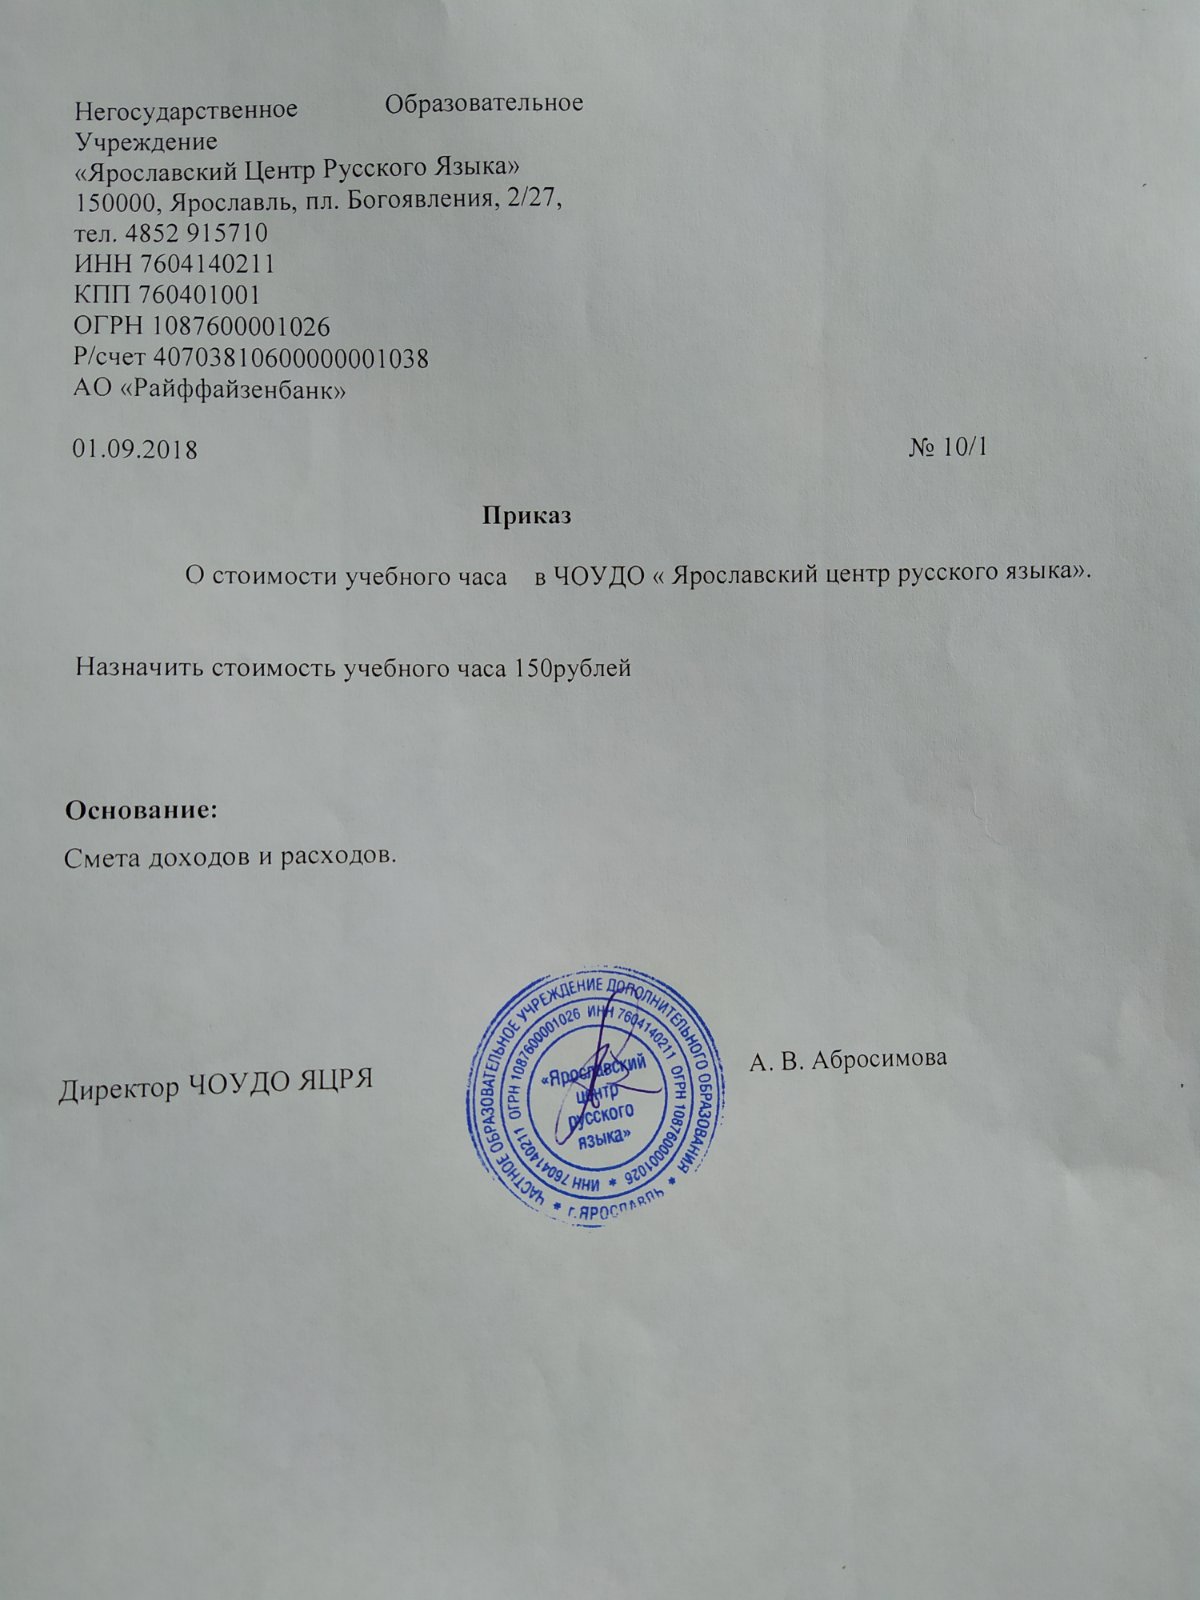 Негосударственное Образовательное
Учреждение
«Ярославский Центр Русского Языка»
150000, Ярославль, пл. Богоявления, 2/27,
тел. 4852 915710
ИНН 7604140211
КПП 760401001
ОГРН 1087600001026
Р/счет 40703810600000001038
АО «Райффайзенбанк»
01.09.2018 № 10/1
Приказ
О стоимости учебного часа в ЧОУДО « Ярославский центр русского языка».
Назначить стоимость учебного часа 150рублей
Основание:
Смета доходов и расходов.
Директор ЧОУДО ЯЦРЯ
А. В. Абросимова
ЧАСТНОЕ ОБРАЗОВАТЕЛЬНОЕ УЧРЕЖДЕНИЕ ДОПОЛНИТЕЛЬНОГО ОБРАЗОВАНИЯ
* г.ЯРОСЛАВЛЬ *
ИНН 7604140211 ОГРН 1087600001026 ИНН 7604140211 ОГРН 1087600001026 *
«Ярославский
центр
русского
языка»